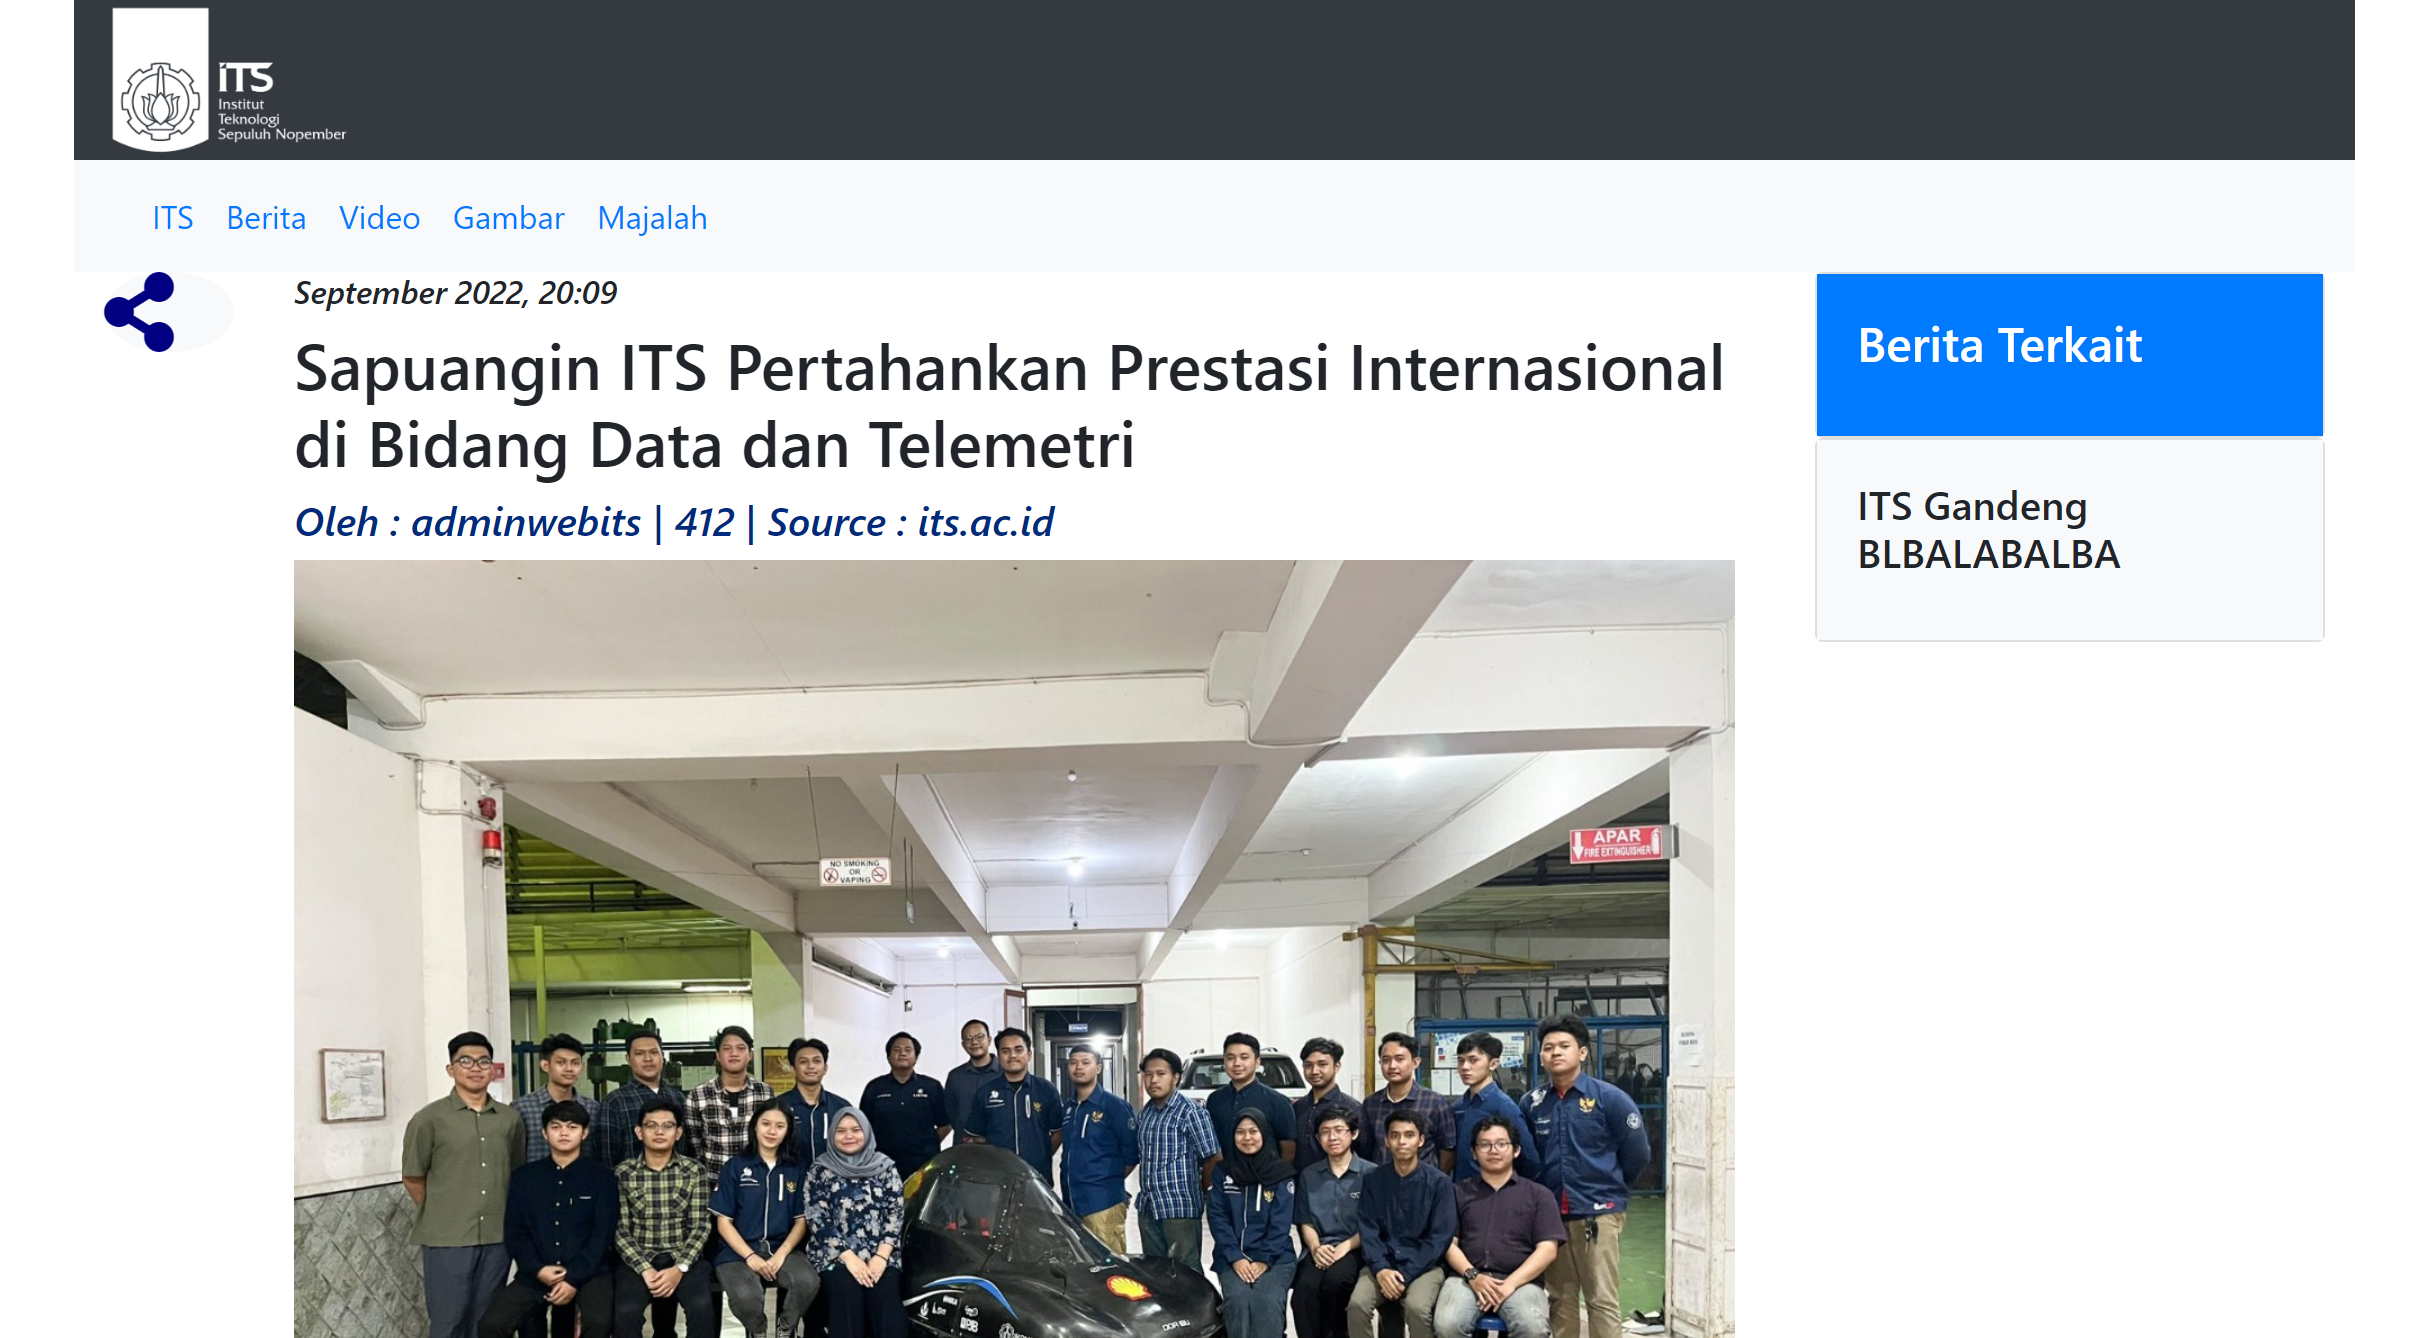 iTS
Institut
Teknologi
Sepuluh Nopember
ITS Berita Video Gambar Majalah
September 2022, 20:09
Sapuangin ITS Pertahankan Prestasi Internasional
di Bidang Data dan Telemetri
Oleh : adminwebits | 412 | Source : its.ac.id
Berita Terkait
ITS Gandeng
BLBALABALBA
NO SMOKING
OR
VAPING
APAR
FIRE EXTINGUISHER